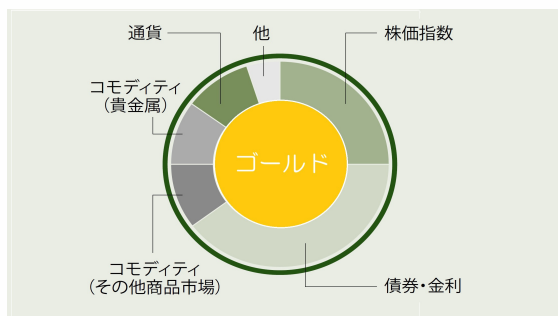 通貨
他
株価指数
コモディティ
（貴金属）
ゴールド
コモディティ
（その他商品市場）
債券・金利